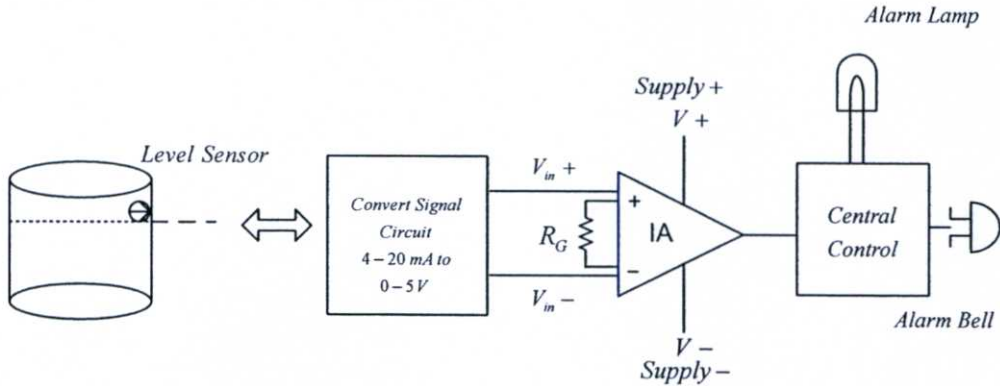 Alarm Lamp
Supply +
V +
Level Sensor
V_in +
Convert Signal
Circuit
4 – 20 mA to
0 – 5 V
R_G
+
IA
–
Central
Control
V_in –
Alarm Bell
V –
Supply –